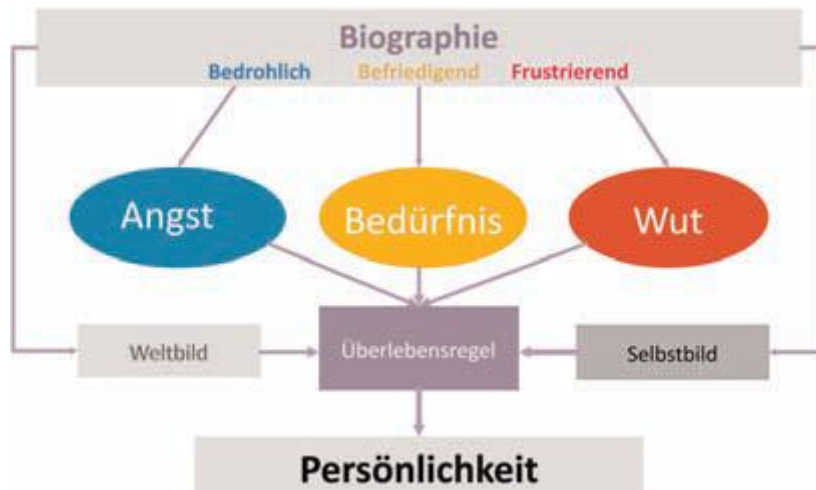 Biographie
Bedrohlich Befriedigend Frustrierend
Angst Bedürfnis Wut
Weltbild Überlebensregel Selbstbild
Persönlichkeit